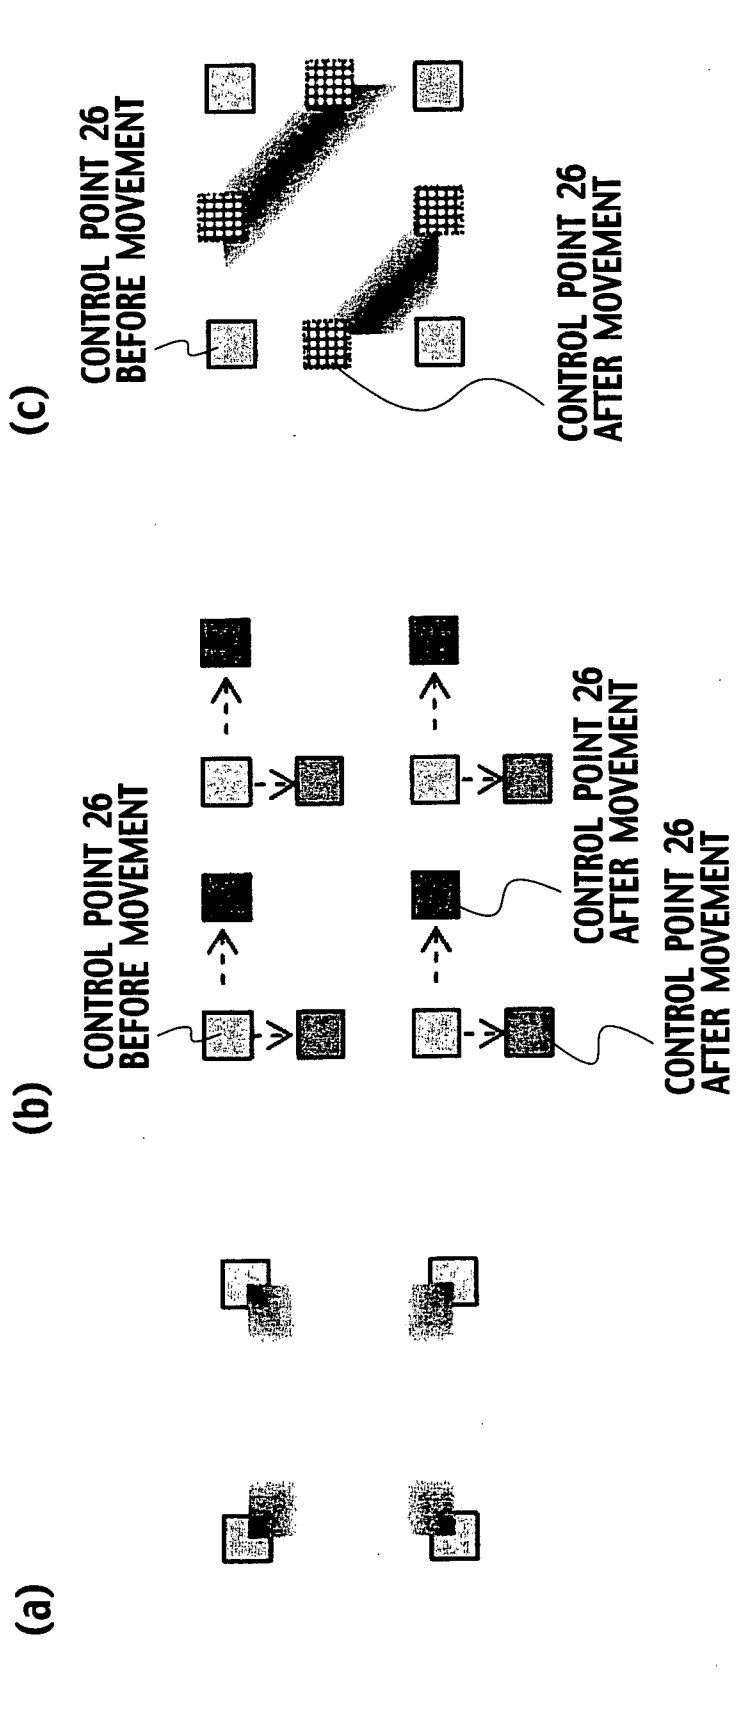 (a)
(b)
CONTROL POINT 26
BEFORE MOVEMENT
CONTROL POINT 26
AFTER MOVEMENT
CONTROL POINT 26
AFTER MOVEMENT
(c)
CONTROL POINT 26
BEFORE MOVEMENT
CONTROL POINT 26
AFTER MOVEMENT